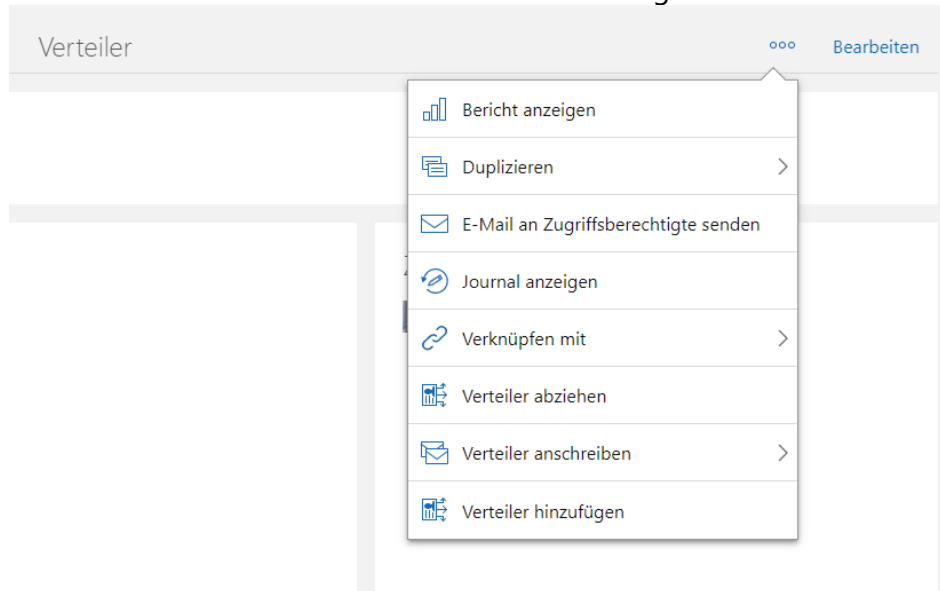 Verteiler
Bearbeiten
Bericht anzeigen
Duplizieren
E-Mail an Zugriffsberechtigte senden
Journal anzeigen
Verknüpfen mit
Verteiler abziehen
Verteiler anschreiben
Verteiler hinzufügen